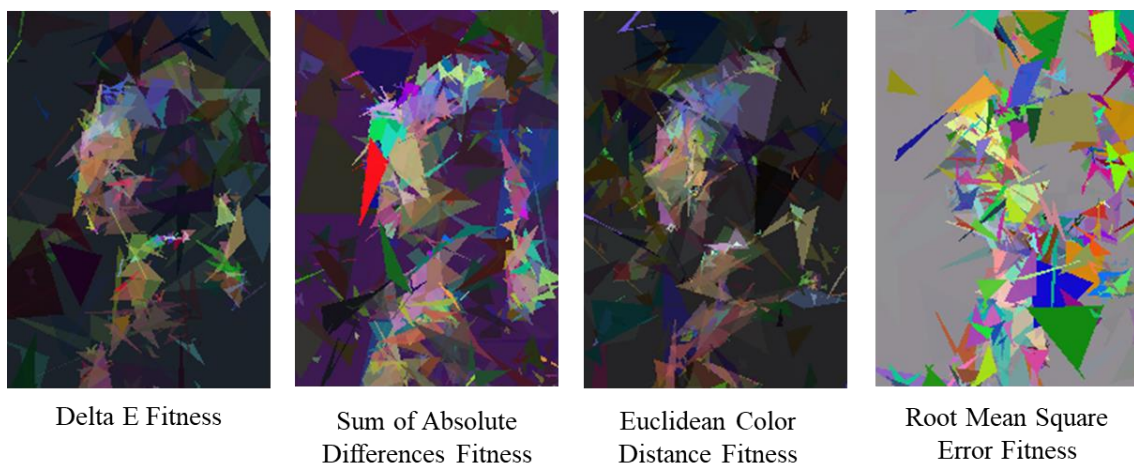 Delta E Fitness
Sum of Absolute
Differences Fitness
Euclidean Color
Distance Fitness
Root Mean Square
Error Fitness